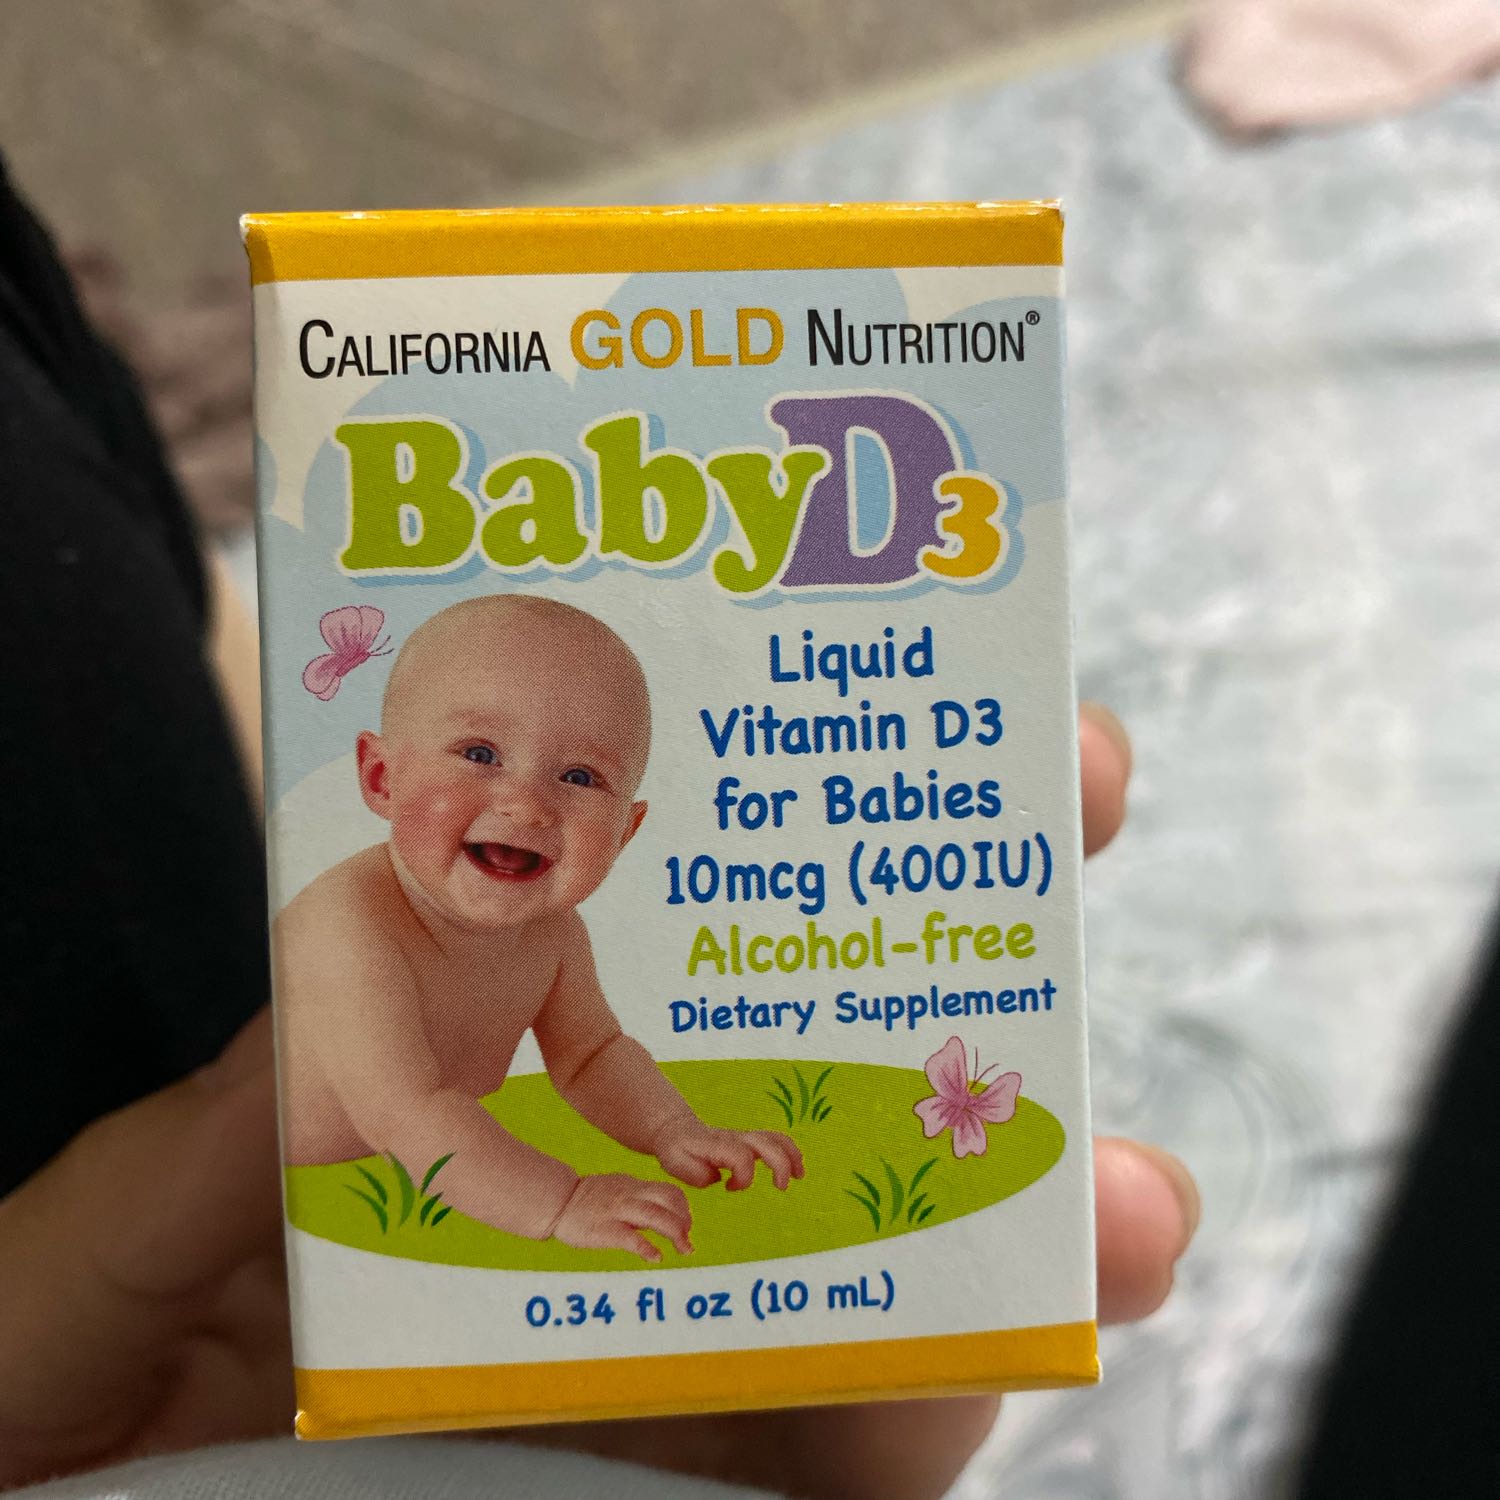 CALIFORNIA GOLD NUTRITION®
BabyD3
Liquid
Vitamin D3
for Babies
10mcg (400IU)
Alcohol-free
Dietary Supplement
0.34 fl oz (10 mL)